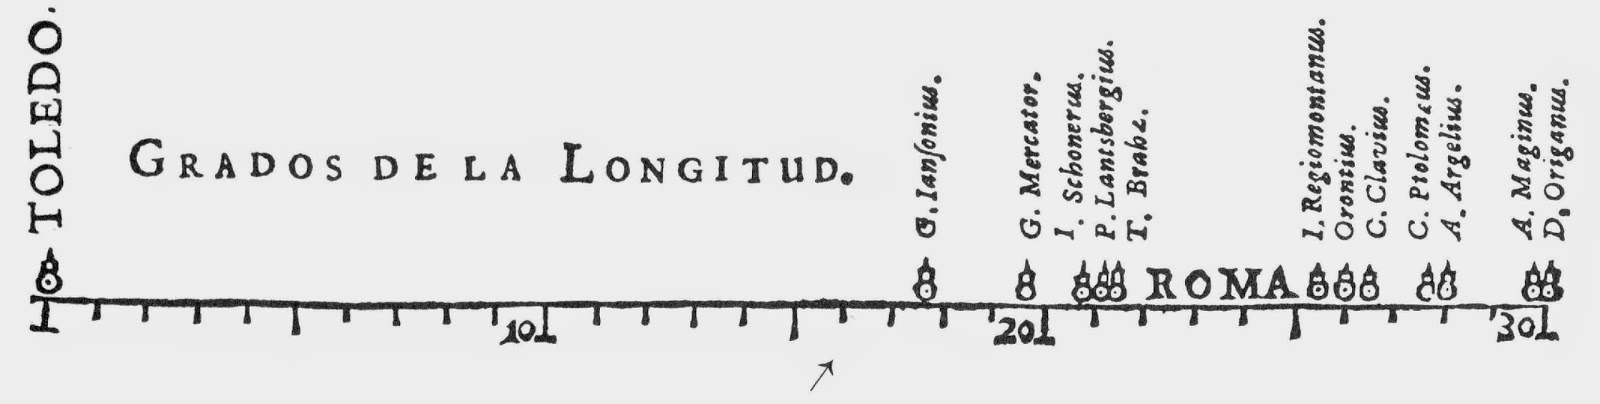 TOLEDO.
GRADOS DE LA LONGITUD.
G. Ianſonius.
G. Mercator.
I. Schonerus.
P. Lantsbergius.
T. Brahe.
ROMA
I. Regiomontanus.
Orontius.
C. Clavius.
C. Ptolomeus.
A. Argelius.
A. Maginus.
D. Origanus.
10
20
30